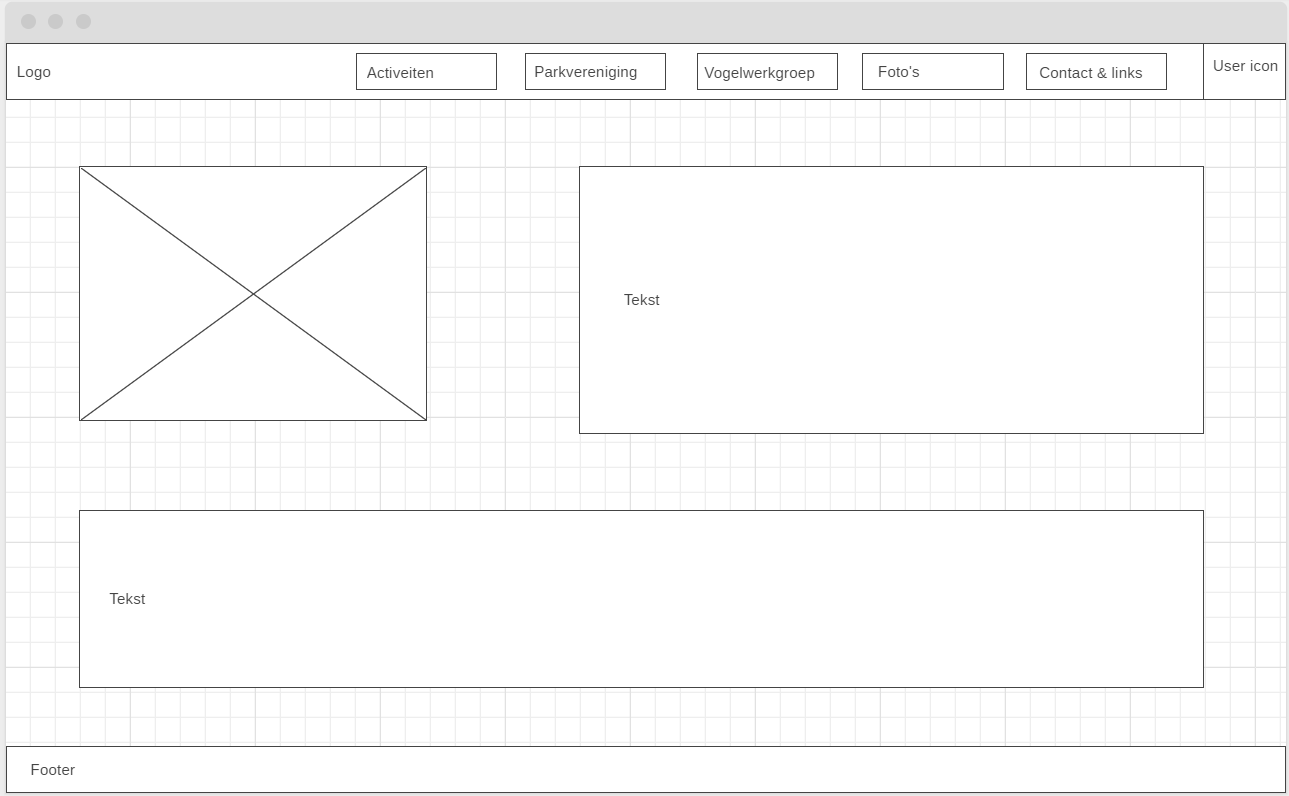 Logo
Activeiten
Parkvereniging
Vogelwerkgroep
Foto's
Contact & links
User icon
Tekst
Tekst
Footer